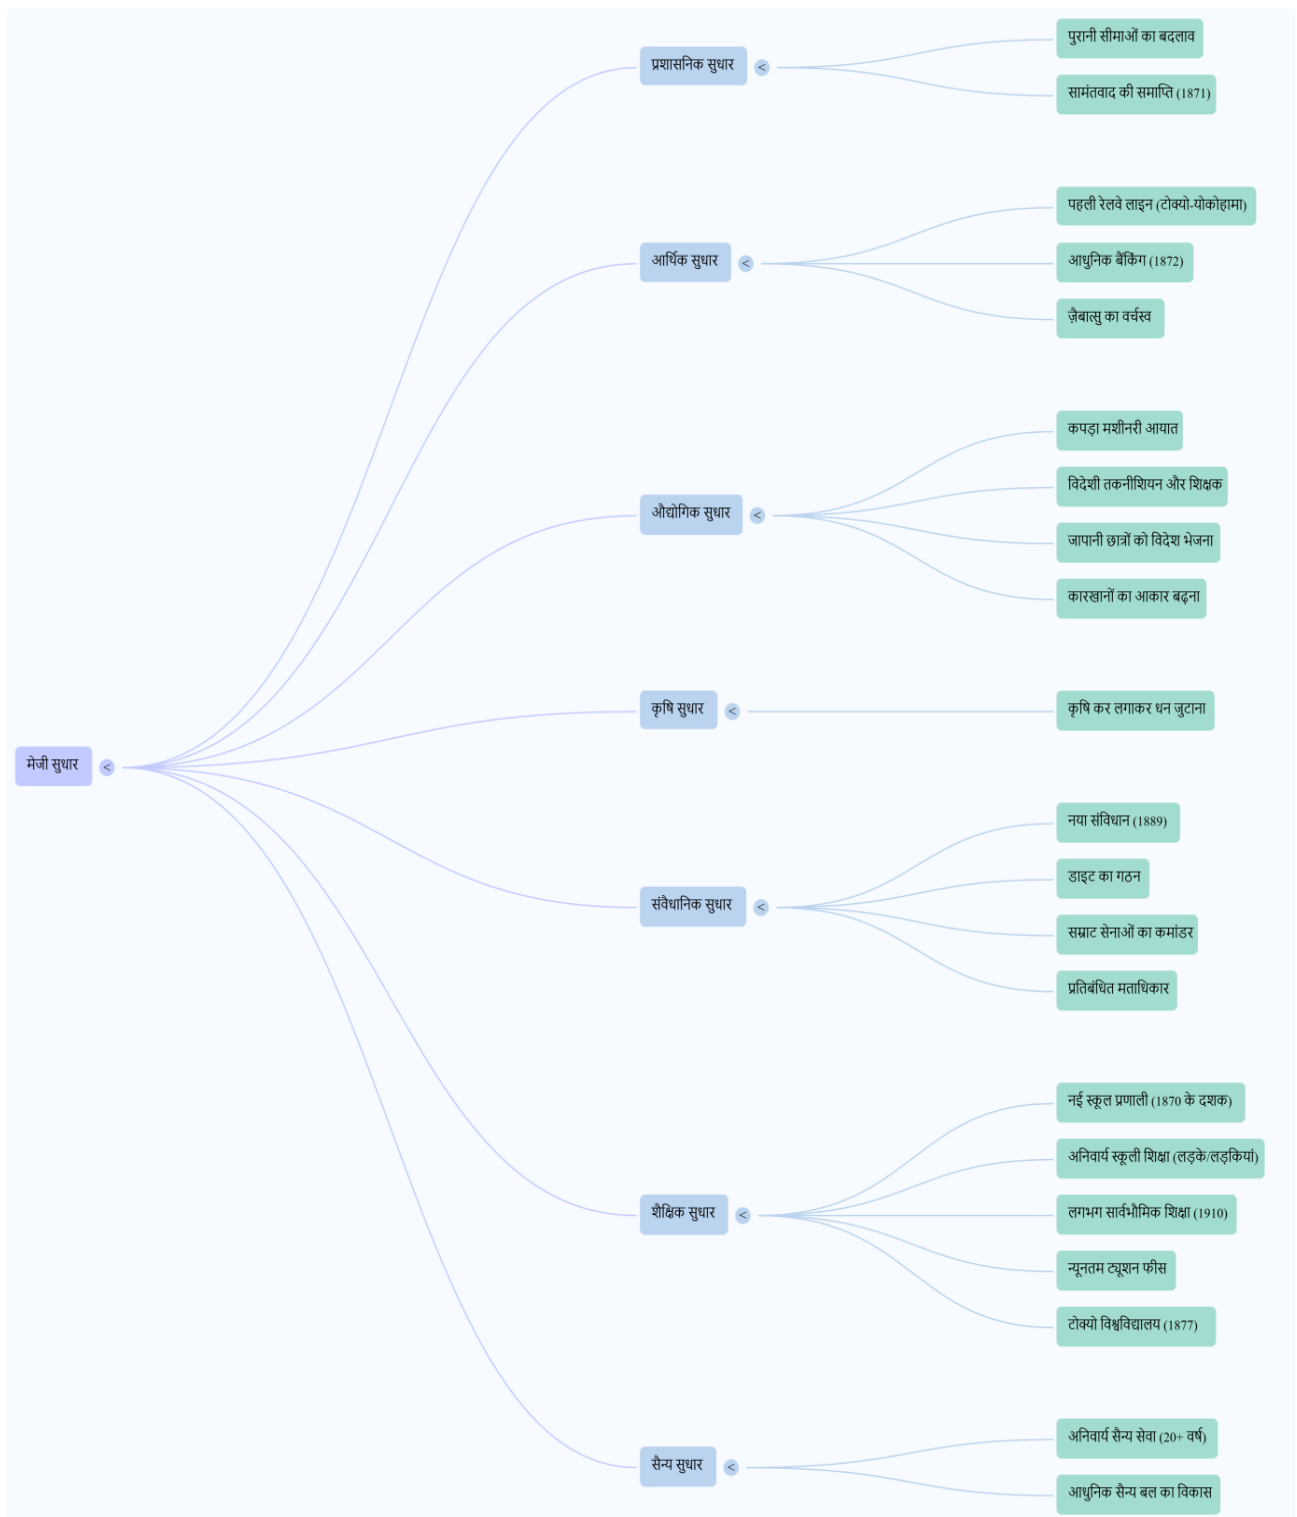 मेजी सुधार
<
प्रशासनिक सुधार
<
पुरानी सीमाओं का बदलाव
सामंतवाद की समाप्ति (1871)
आर्थिक सुधार
<
पहली रेलवे लाइन (टोक्यो-योकोहामा)
आधुनिक बैंकिंग (1872)
ज़ैबात्सु का वर्चस्व
औद्योगिक सुधार
<
कपड़ा मशीनरी आयात
विदेशी तकनीशियन और शिक्षक
जापानी छात्रों को विदेश भेजना
कारखानों का आकार बढ़ना
कृषि सुधार
<
कृषि कर लगाकर धन जुटाना
संवैधानिक सुधार
<
नया संविधान (1889)
डाइट का गठन
सम्राट सेनाओं का कमांडर
प्रतिबंधित मताधिकार
शैक्षिक सुधार
<
नई स्कूल प्रणाली (1870 के दशक)
अनिवार्य स्कूली शिक्षा (लड़के/लड़कियां)
लगभग सार्वभौमिक शिक्षा (1910)
न्यूनतम ट्यूशन फीस
टोक्यो विश्वविद्यालय (1877)
सैन्य सुधार
<
अनिवार्य सैन्य सेवा (20+ वर्ष)
आधुनिक सैन्य बल का विकास